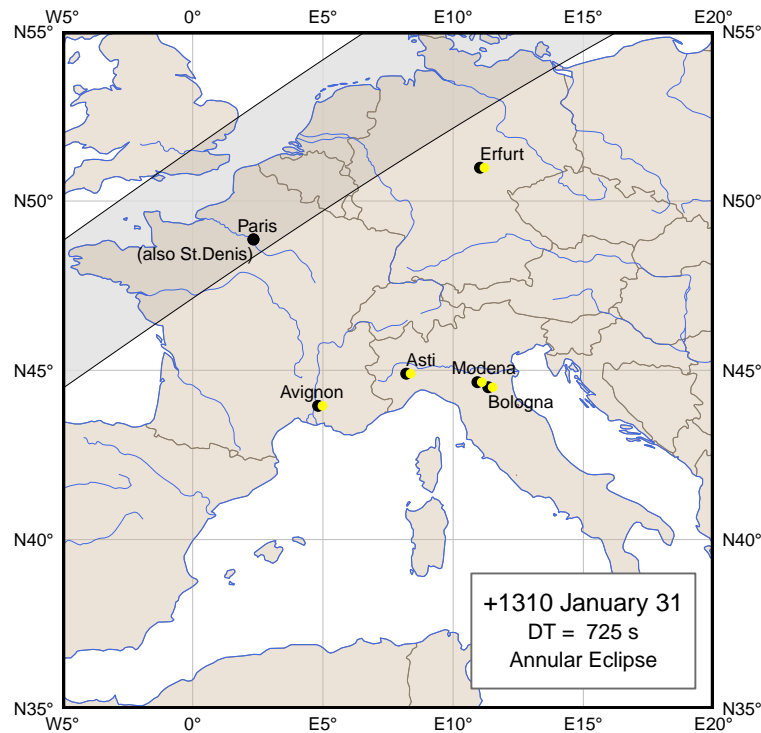 W5° 0° E5° E10° E15° E20°
N55° N55°
Erfurt
N50° N50°
Paris
(also St.Denis)
N45° N45°
Asti
Modena
Avignon
Bologna
N40° N40°
+1310 January 31
DT = 725 s
Annular Eclipse
N35° N35°
W5° 0° E5° E10° E15° E20°